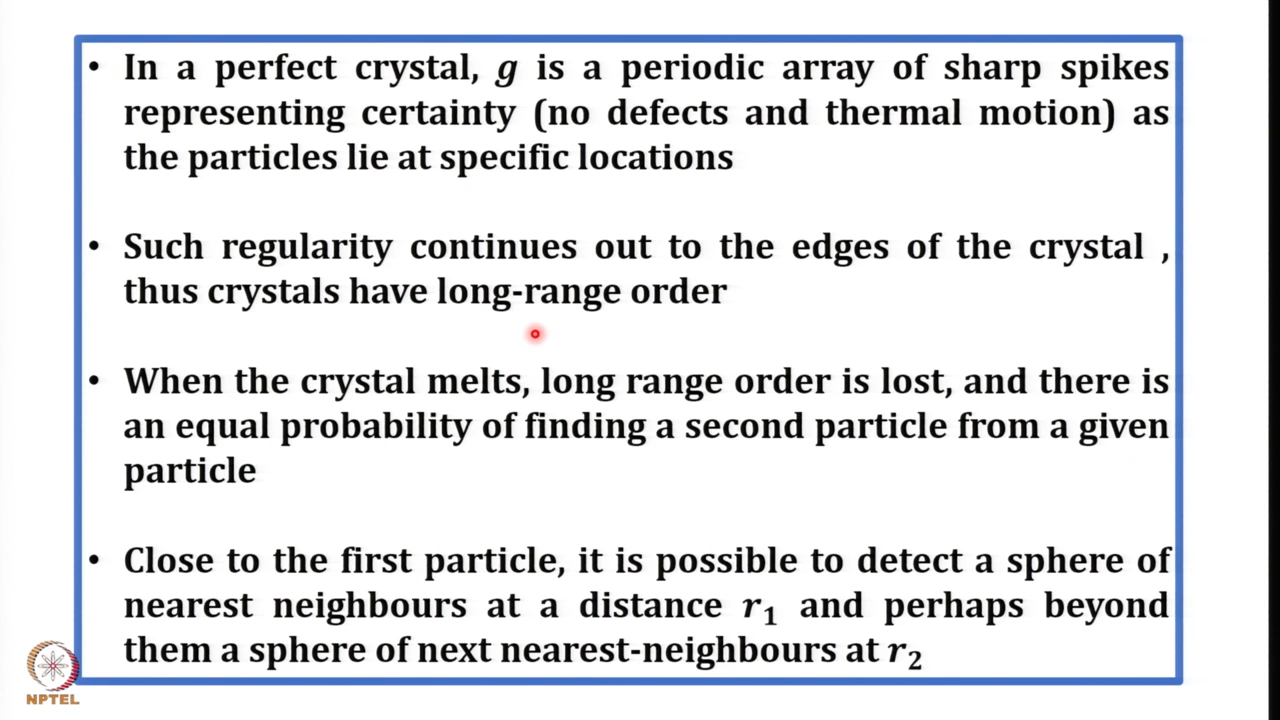 • In a perfect crystal, g is a periodic array of sharp spikes
representing certainty (no defects and thermal motion) as
the particles lie at specific locations
• Such regularity continues out to the edges of the crystal ,
thus crystals have long-range order
• When the crystal melts, long range order is lost, and there is
an equal probability of finding a second particle from a given
particle
• Close to the first particle, it is possible to detect a sphere of
nearest neighbours at a distance r₁ and perhaps beyond
them a sphere of next nearest-neighbours at r₂
NPTEL